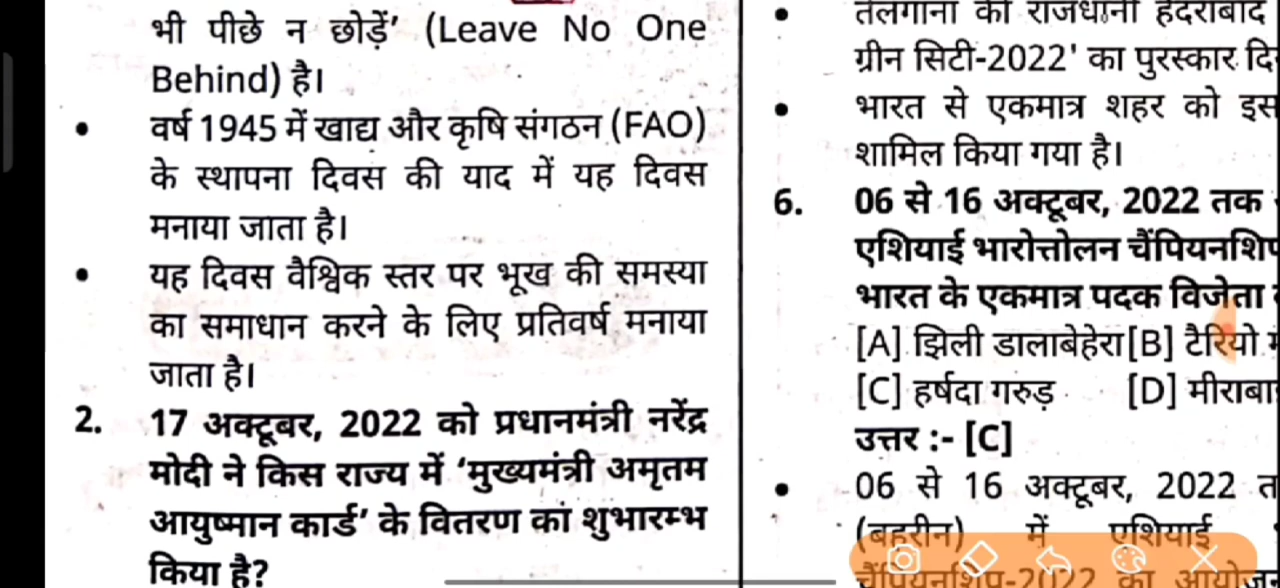 भी पीछे न छोड़ें’ (Leave No One
Behind) है।
• वर्ष 1945 में खाद्य और कृषि संगठन (FAO)
के स्थापना दिवस की याद में यह दिवस
मनाया जाता है।
• यह दिवस वैश्विक स्तर पर भूख की समस्या
का समाधान करने के लिए प्रतिवर्ष मनाया
जाता है।
2. 17 अक्टूबर, 2022 को प्रधानमंत्री नरेंद्र
मोदी ने किस राज्य में ‘मुख्यमंत्री अमृतम
आयुष्मान कार्ड’ के वितरण का शुभारम्भ
किया है?
• तेलंगाना की राजधानी हैदराबाद
ग्रीन सिटी-2022' का पुरस्कार
• भारत से एकमात्र शहर को
शामिल किया गया है।
6. 06 से 16 अक्टूबर, 2022 तक
एशियाई भारोत्तोलन
भारत के एकमात्र पदक विजेता
[A] झिली डालाबेहेरा [B]
[C] हर्षदा गरुड़ [D]
उत्तर :- [C]
• 06 से 16 अक्टूबर, 2022
(बहरीन) में एशियाई
चैंपियनशिप-2022 का